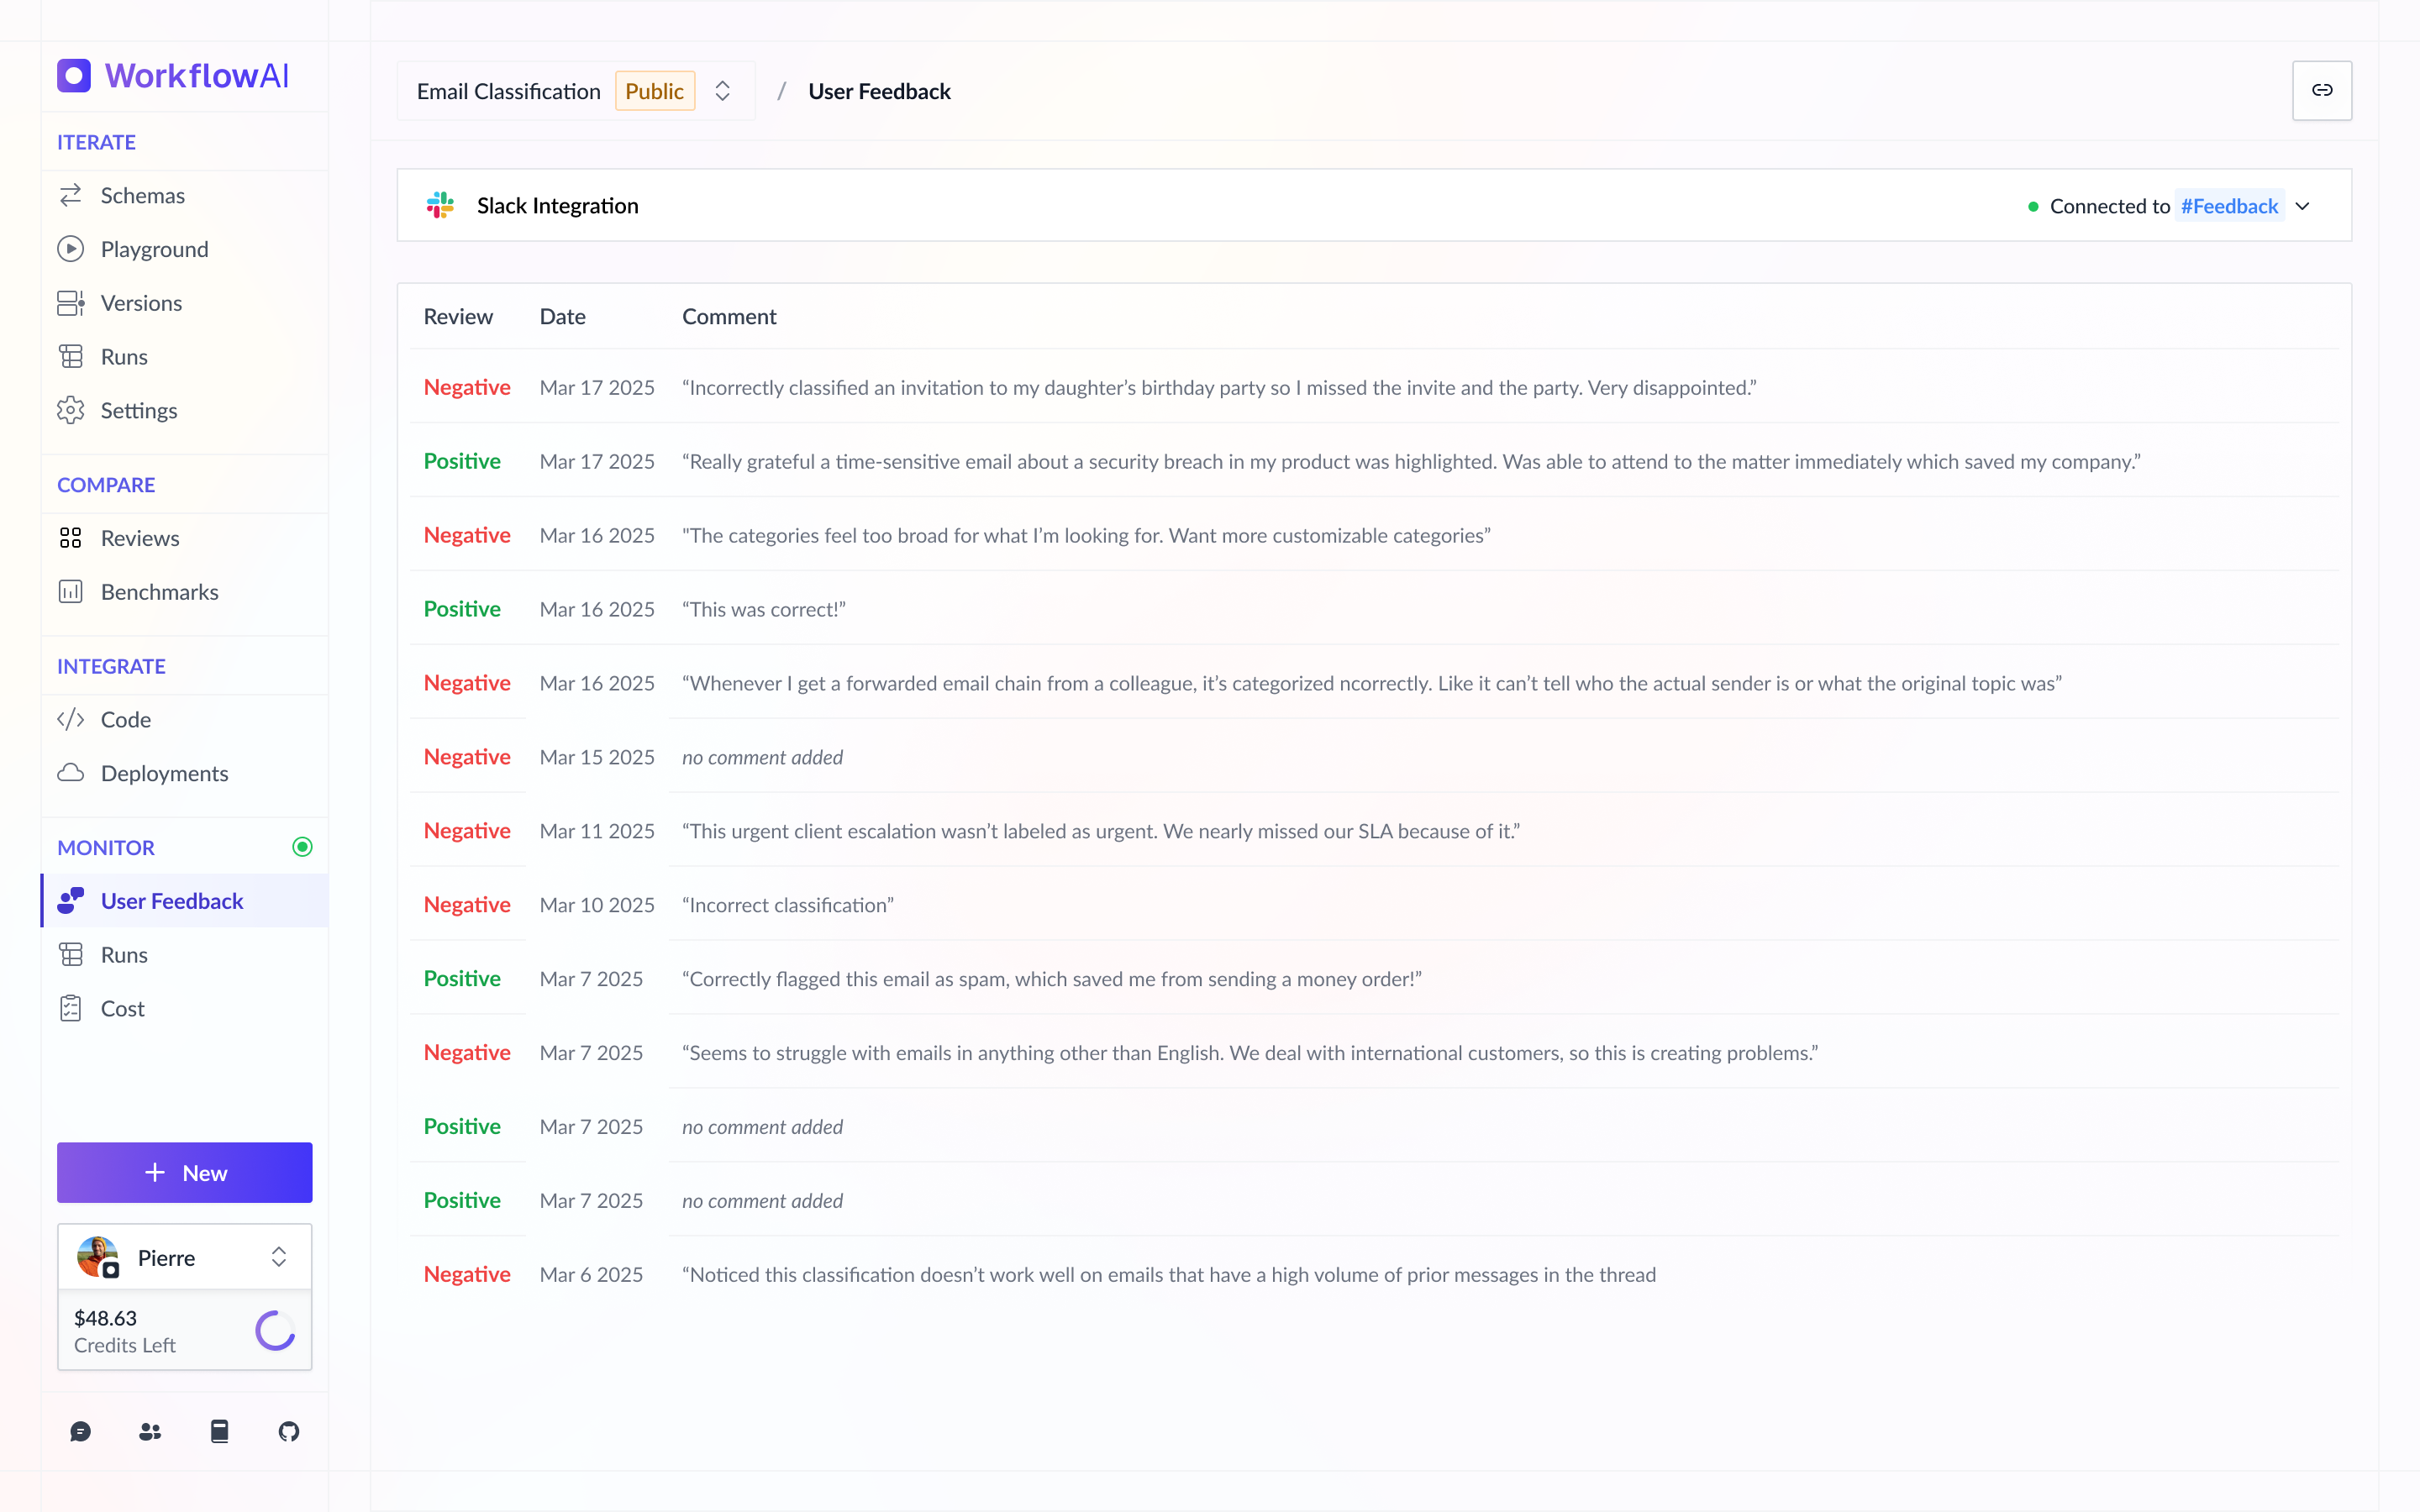 WorkflowAI
ITERATE
Schemas
Playground
Versions
Runs
Settings
COMPARE
Reviews
Benchmarks
INTEGRATE
Code
Deployments
MONITOR
User Feedback
Runs
Cost
New
Pierre
$48.63
Credits Left
Email Classification Public / User Feedback
Slack Integration Connected to #Feedback
Review Date Comment
Negative Mar 17 2025 “Incorrectly classified an invitation to my daughter’s birthday party so I missed the invite and the party. Very disappointed.”
Positive Mar 17 2025 “Really grateful a time-sensitive email about a security breach in my product was highlighted. Was able to attend to the matter immediately which saved my company.”
Negative Mar 16 2025 "The categories feel too broad for what I’m looking for. Want more customizable categories”
Positive Mar 16 2025 “This was correct!”
Negative Mar 16 2025 “Whenever I get a forwarded email chain from a colleague, it’s categorized ncorrectly. Like it can’t tell who the actual sender is or what the original topic was”
Negative Mar 15 2025 no comment added
Negative Mar 11 2025 “This urgent client escalation wasn’t labeled as urgent. We nearly missed our SLA because of it.”
Negative Mar 10 2025 “Incorrect classification”
Positive Mar 7 2025 “Correctly flagged this email as spam, which saved me from sending a money order!”
Negative Mar 7 2025 “Seems to struggle with emails in anything other than English. We deal with international customers, so this is creating problems.”
Positive Mar 7 2025 no comment added
Positive Mar 7 2025 no comment added
Negative Mar 6 2025 “Noticed this classification doesn’t work well on emails that have a high volume of prior messages in the thread